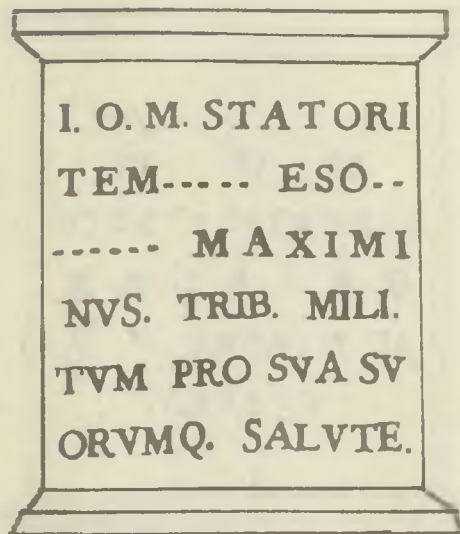 I. O. M. STATORI
TEM----- ESO--
------ MAXIMI
NVS. TRIB. MILI.
TVM PRO SVA SV
ORVMQ. SALVTE.